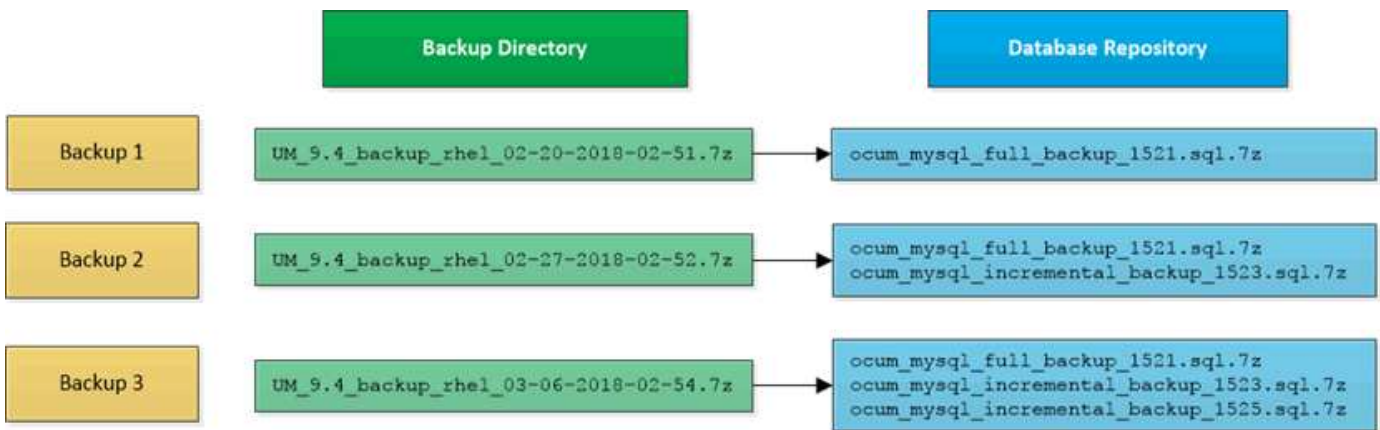 Backup Directory
Database Repository
Backup 1
UM_9.4_backup_rhel_02-20-2018-02-51.7z
ocum_mysql_full_backup_1521.sql.7z
Backup 2
UM_9.4_backup_rhel_02-27-2018-02-52.7z
ocum_mysql_full_backup_1521.sql.7z
ocum_mysql_incremental_backup_1523.sql.7z
Backup 3
UM_9.4_backup_rhel_03-06-2018-02-54.7z
ocum_mysql_full_backup_1521.sql.7z
ocum_mysql_incremental_backup_1523.sql.7z
ocum_mysql_incremental_backup_1525.sql.7z